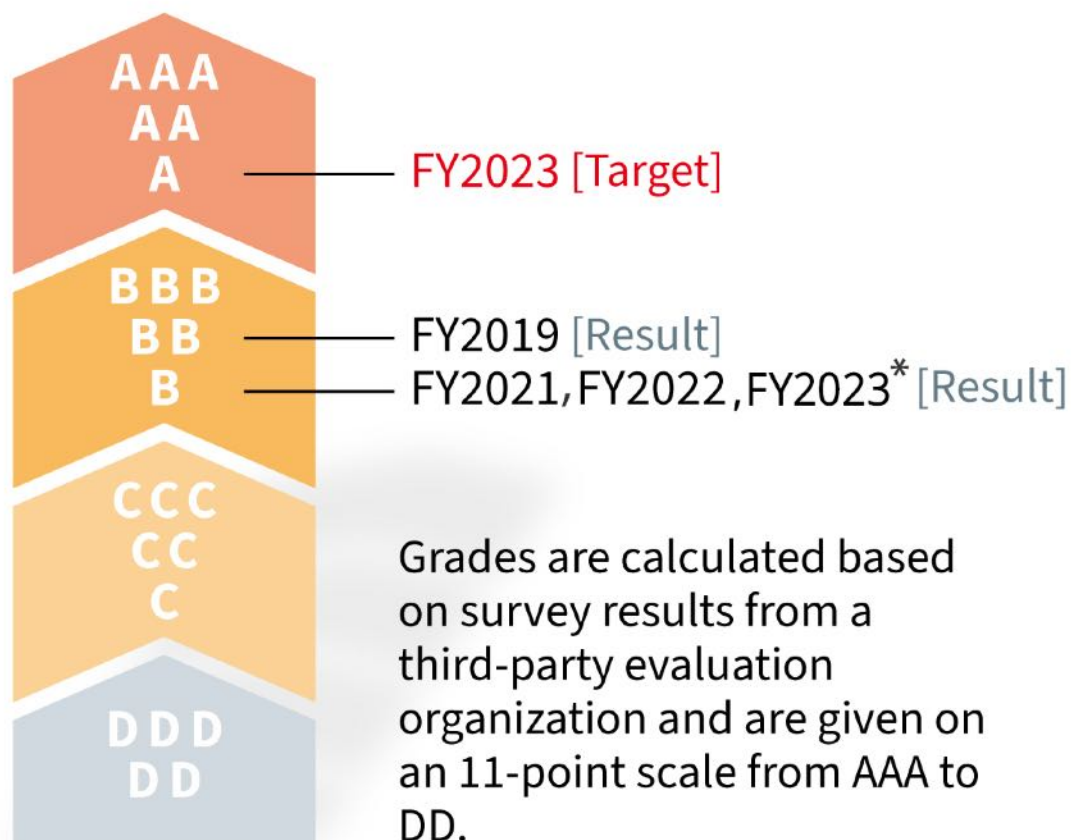 AAA
AA
A
FY2023 [Target]
BBB
BB
FY2019 [Result]
B
FY2021, FY2022, FY2023* [Result]
CCC
CC
C
Grades are calculated based
on survey results from a
third-party evaluation
organization and are given on
an 11-point scale from AAA to
DD.
DDD
DD